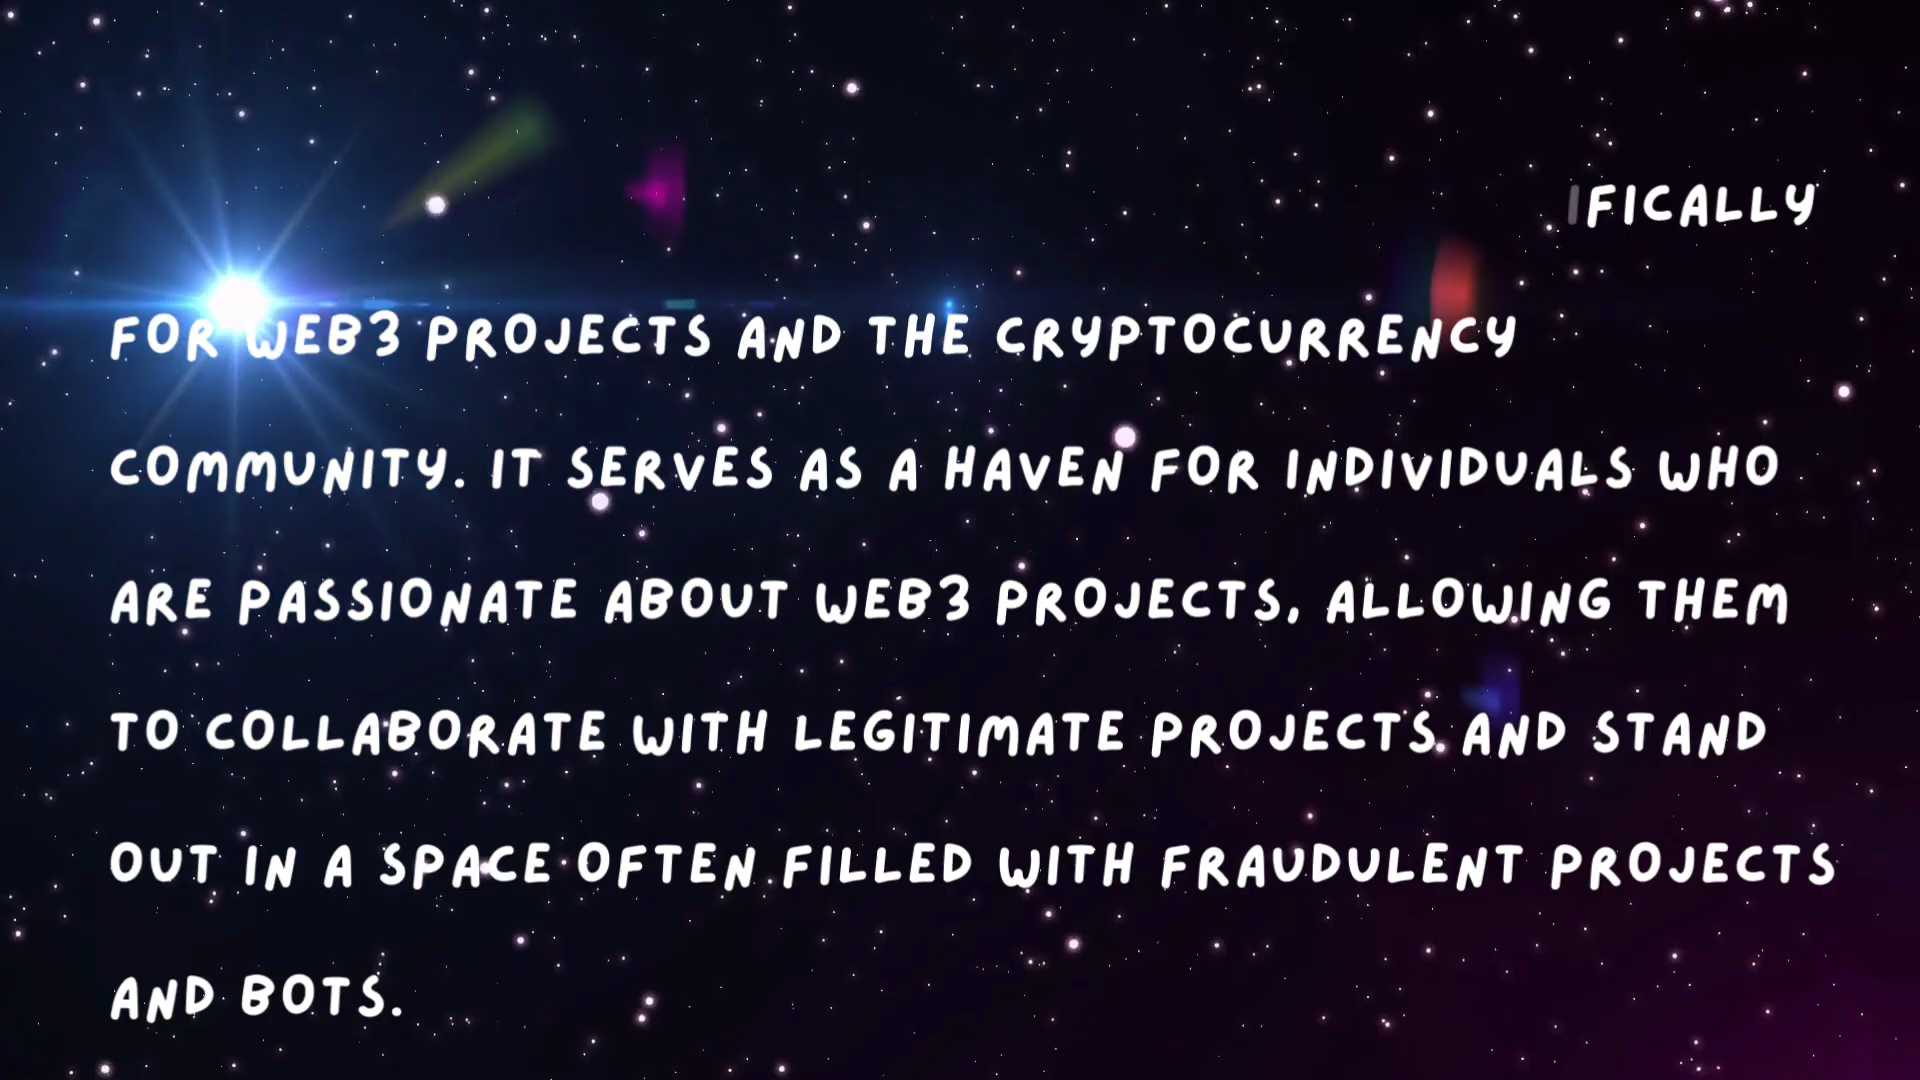 IFICALLY
FOR WEB3 PROJECTS AND THE CRYPTOCURRENCY
COMMUNITY. IT SERVES AS A HAVEN FOR INDIVIDUALS WHO
ARE PASSIONATE ABOUT WEB3 PROJECTS, ALLOWING THEM
TO COLLABORATE WITH LEGITIMATE PROJECTS AND STAND
OUT IN A SPACE OFTEN FILLED WITH FRAUDULENT PROJECTS
AND BOTS.